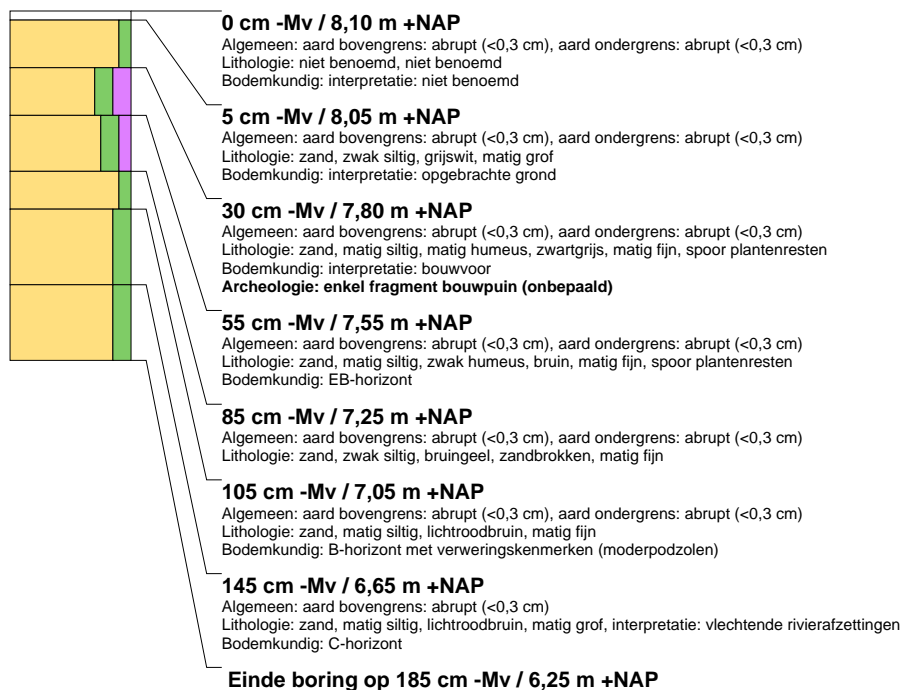 0 cm -Mv / 8,10 m +NAP
Algemeen: aard bovengrens: abrupt (<0,3 cm), aard ondergrens: abrupt (<0,3 cm)
Lithologie: niet benoemd, niet benoemd
Bodemkundig: interpretatie: niet benoemd
5 cm -Mv / 8,05 m +NAP
Algemeen: aard bovengrens: abrupt (<0,3 cm), aard ondergrens: abrupt (<0,3 cm)
Lithologie: zand, zwak siltig, grijswit, matig grof
Bodemkundig: interpretatie: opgebrachte grond
30 cm -Mv / 7,80 m +NAP
Algemeen: aard bovengrens: abrupt (<0,3 cm), aard ondergrens: abrupt (<0,3 cm)
Lithologie: zand, matig siltig, matig humeus, zwartgrijs, matig fijn, spoor plantenresten
Bodemkundig: interpretatie: bouwvoor
Archeologie: enkel fragment bouwpuin (onbepaald)
55 cm -Mv / 7,55 m +NAP
Algemeen: aard bovengrens: abrupt (<0,3 cm), aard ondergrens: abrupt (<0,3 cm)
Lithologie: zand, matig siltig, zwak humeus, bruin, matig fijn, spoor plantenresten
Bodemkundig: EB-horizont
85 cm -Mv / 7,25 m +NAP
Algemeen: aard bovengrens: abrupt (<0,3 cm), aard ondergrens: abrupt (<0,3 cm)
Lithologie: zand, zwak siltig, bruingeel, zandbrokken, matig fijn
105 cm -Mv / 7,05 m +NAP
Algemeen: aard bovengrens: abrupt (<0,3 cm), aard ondergrens: abrupt (<0,3 cm)
Lithologie: zand, matig siltig, lichtroodbruin, matig fijn
Bodemkundig: B-horizont met verweringskenmerken (moderpodzolen)
145 cm -Mv / 6,65 m +NAP
Algemeen: aard bovengrens: abrupt (<0,3 cm)
Lithologie: zand, matig siltig, lichtroodbruin, matig grof, interpretatie: vlechtende rivierafzettingen
Bodemkundig: C-horizont
Einde boring op 185 cm -Mv / 6,25 m +NAP